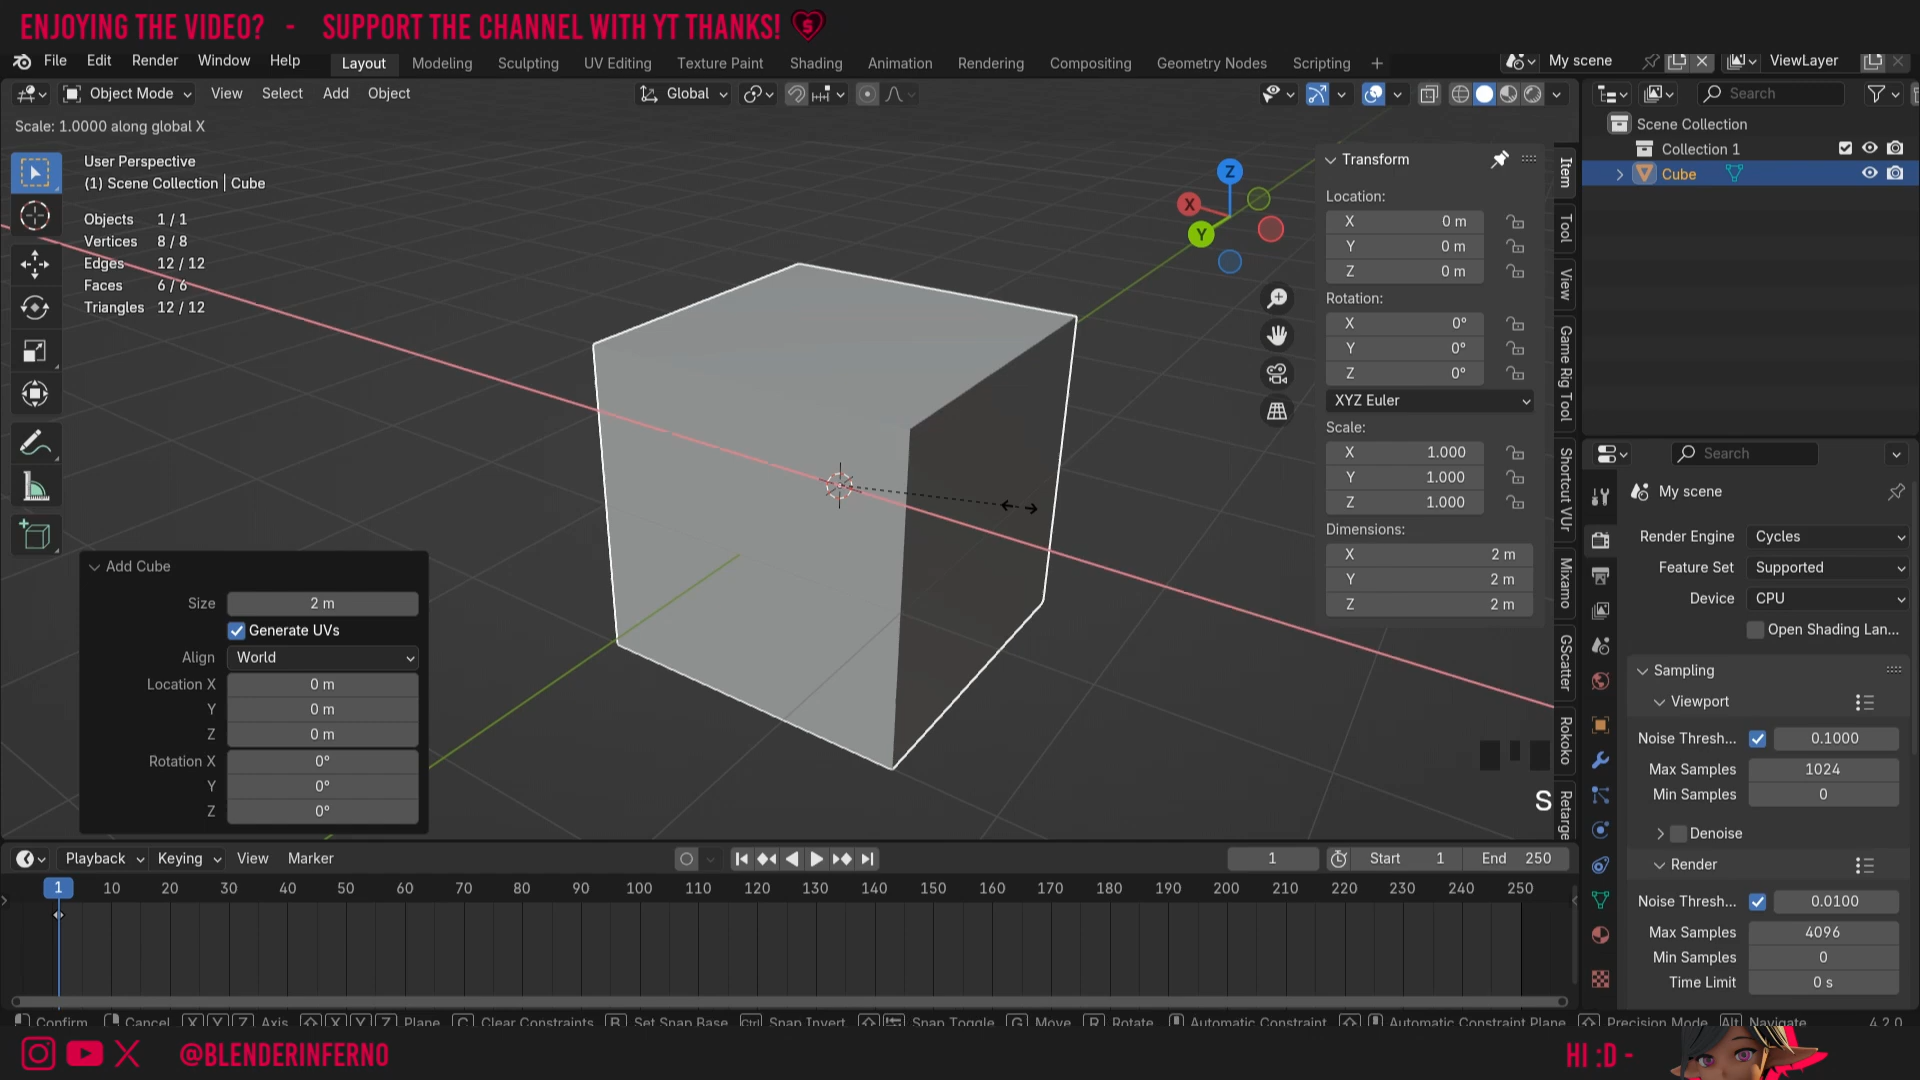 ENJOYING THE VIDEO? - SUPPORT THE CHANNEL WITH YT THANKS!
File Edit Render Window Help Layout Modeling Sculpting UV Editing Texture Paint Shading Animation Rendering Compositing Geometry Nodes Scripting + My scene ViewLayer
Object Mode View Select Add Object Global Search
Scale: 1.0000 along global X
User Perspective
(1) Scene Collection | Cube
Objects 1 / 1
Vertices 8 / 8
Edges 12 / 12
Faces 6 / 6
Triangles 12 / 12
Z
X
Y
Transform
Location:
X 0 m
Y 0 m
Z 0 m
Rotation:
X 0°
Y 0°
Z 0°
XYZ Euler
Scale:
X 1.000
Y 1.000
Z 1.000
Dimensions:
X 2 m
Y 2 m
Z 2 m
Item
Tool
View
Game Rig Tool
Shortcut VUr
Mixamo
GScatter
Rokoko
Retarge
Scene Collection
Collection 1
Cube
Search
My scene
Render Engine Cycles
Feature Set Supported
Device CPU
Open Shading Lan...
Sampling
Viewport
Noise Thresh... 0.1000
Max Samples 1024
Min Samples 0
Denoise
Render
Noise Thresh... 0.0100
Max Samples 4096
Min Samples 0
Time Limit 0 s
Add Cube
Size 2 m
Generate UVs
Align World
Location X 0 m
Y 0 m
Z 0 m
Rotation X 0°
Y 0°
Z 0°
S
Playback Keying View Marker 1 Start 1 End 250
1 10 20 30 40 50 60 70 80 90 100 110 120 130 140 150 160 170 180 190 200 210 220 230 240 250
Confirm Cancel X Y Z Axis X Y Z Plane C Clear Constraints B Set Snap Base Ctrl Snap Invert Snap Toggle G Move R Rotate Automatic Constraint Automatic Constraint Plane Precision Mode Alt Navigate 4.2.0
@BLENDERINFERNO
HI :D -